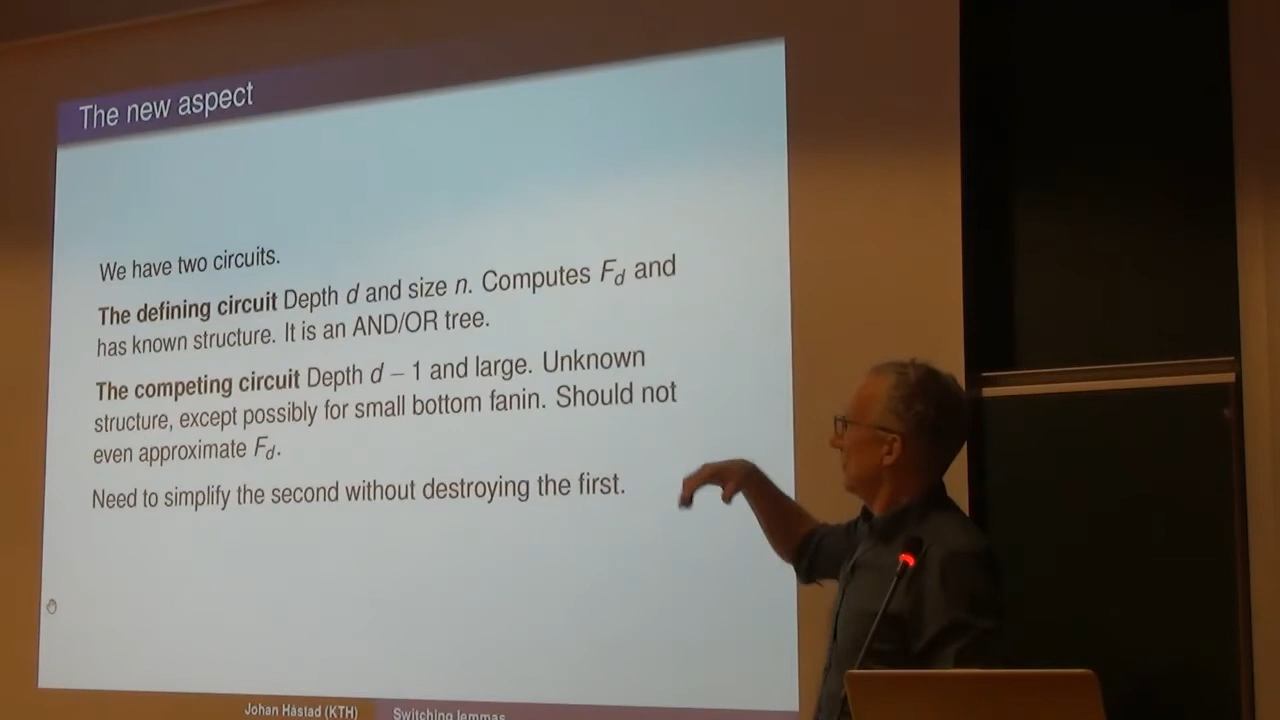 The new aspect
We have two circuits.
The defining circuit Depth d and size n. Computes F_d and
has known structure. It is an AND/OR tree.
The competing circuit Depth d − 1 and large. Unknown
structure, except possibly for small bottom fanin. Should not
even approximate F_d.
Need to simplify the second without destroying the first.
Johan Håstad (KTH)
Switching lemmas